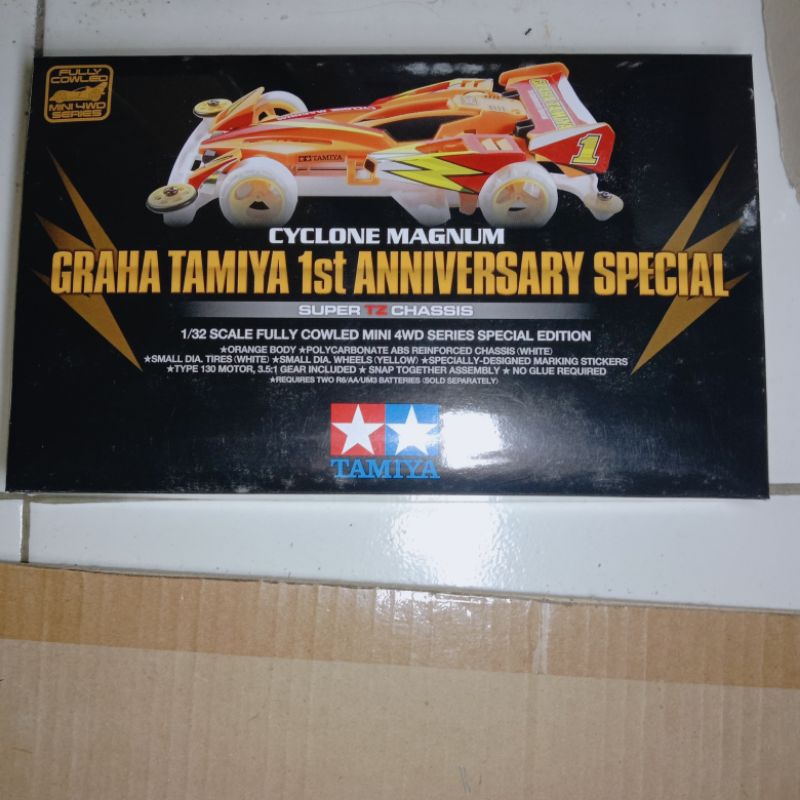 FULLY
COWLED
MINI 4WD
SERIES
TAMIYA
1
CYCLONE MAGNUM
GRAHA TAMIYA 1st ANNIVERSARY SPECIAL
SUPER TZ CHASSIS
1/32 SCALE FULLY COWLED MINI 4WD SERIES SPECIAL EDITION
★ORANGE BODY ★POLYCARBONATE ABS REINFORCED CHASSIS (WHITE)
★SMALL DIA. TIRES (WHITE) ★SMALL DIA. WHEELS (YELLOW) ★SPECIALLY-DESIGNED MARKING STICKERS
★TYPE 130 MOTOR, 3.5:1 GEAR INCLUDED ★ SNAP TOGETHER ASSEMBLY ★ NO GLUE REQUIRED
★REQUIRES TWO R6/AA/UM3 BATTERIES (SOLD SEPARATELY)
TAMIYA